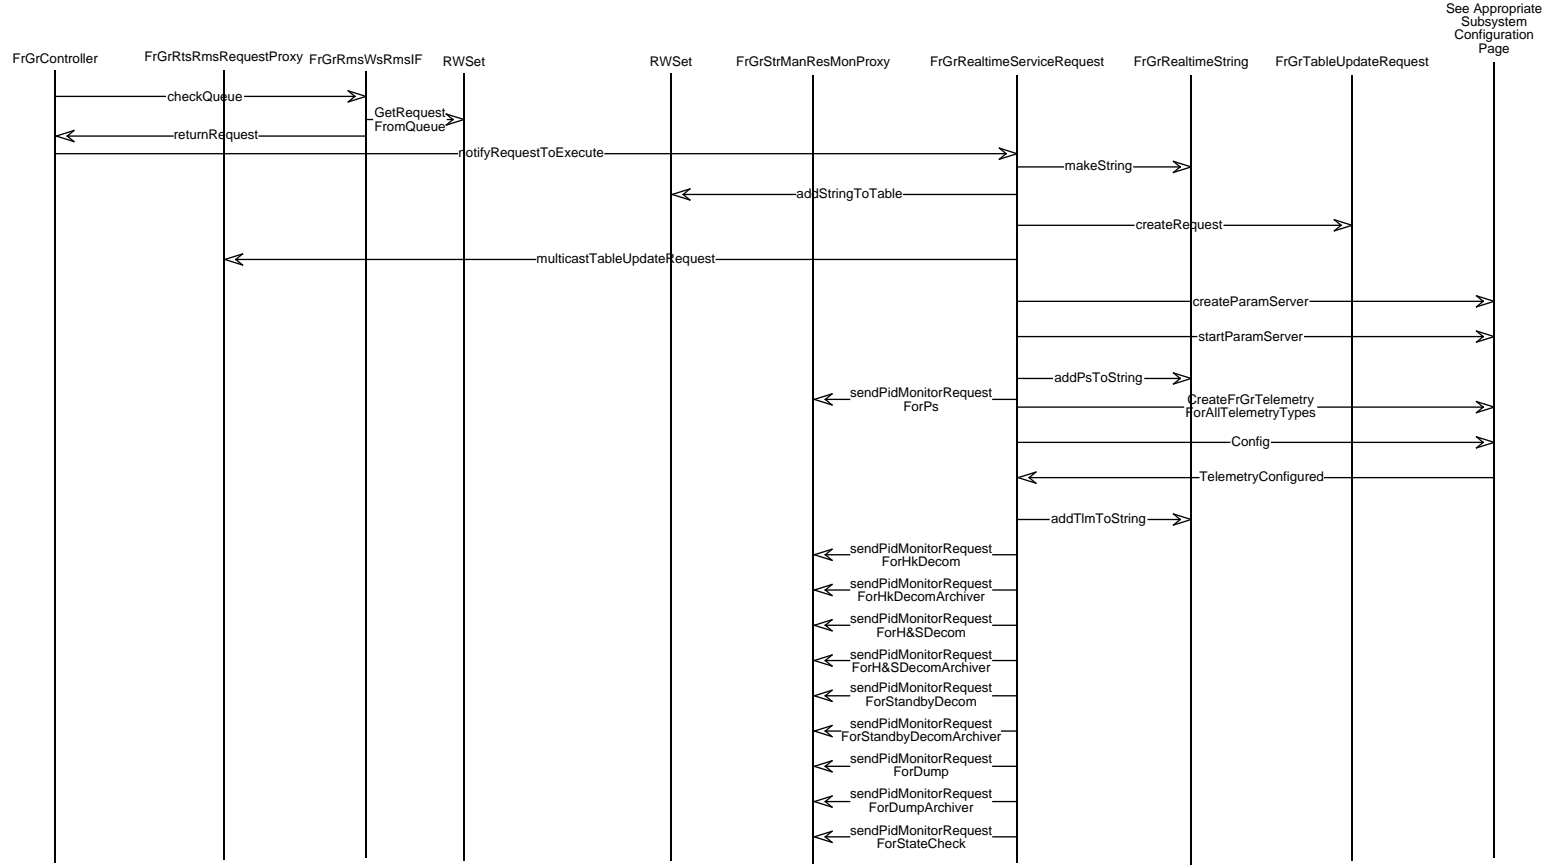 See Appropriate
Subsystem
Configuration
Page
FrGrController
FrGrRtsRmsRequestProxy
FrGrRmsWsRmsIF
RWSet
RWSet
FrGrStrManResMonProxy
FrGrRealtimeServiceRequest
FrGrRealtimeString
FrGrTableUpdateRequest
checkQueue
GetRequest
FromQueue
returnRequest
notifyRequestToExecute
makeString
addStringToTable
createRequest
multicastTableUpdateRequest
createParamServer
startParamServer
addPsToString
sendPidMonitorRequest
ForPs
CreateFrGrTelemetry
ForAllTelemetryTypes
Config
TelemetryConfigured
addTlmToString
sendPidMonitorRequest
ForHkDecom
sendPidMonitorRequest
ForHkDecomArchiver
sendPidMonitorRequest
ForH&SDecom
sendPidMonitorRequest
ForH&SDecomArchiver
sendPidMonitorRequest
ForStandbyDecom
sendPidMonitorRequest
ForStandbyDecomArchiver
sendPidMonitorRequest
ForDump
sendPidMonitorRequest
ForDumpArchiver
sendPidMonitorRequest
ForStateCheck